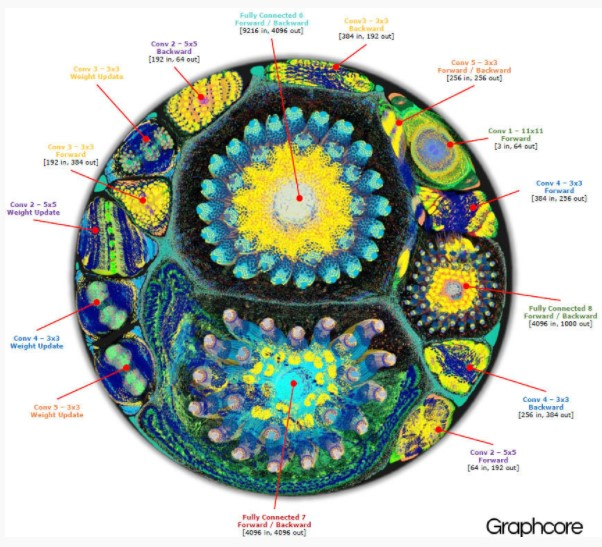 Fully Connected 6
Forward / Backward
[9216 in, 4096 out]
Conv3 - 3x3
Backward
[384 in, 192 out]
Conv 2 - 5x5
Backward
[192 in, 64 out]
Conv 3 - 3x3
Weight Update
Conv 5 - 3x3
Forward / Backward
[256 in, 256 out]
Conv 1 - 11x11
Forward
[3 in, 64 out]
Conv 3 - 3x3
Forward
[192 in, 384 out]
Conv 4 - 3x3
Forward
[384 in, 256 out]
Conv 2 - 5x5
Weight Update
Fully Connected 8
Forward / Backward
[4096 in, 1000 out]
Conv 4 - 3x3
Weight Update
Conv 4 - 3x3
Backward
[256 in, 384 out]
Conv 5 - 3x3
Weight Update
Conv 2 - 5x5
Forward
[64 in, 192 out]
Fully Connected 7
Forward / Backward
[4096 in, 4096 out]
Graphcore